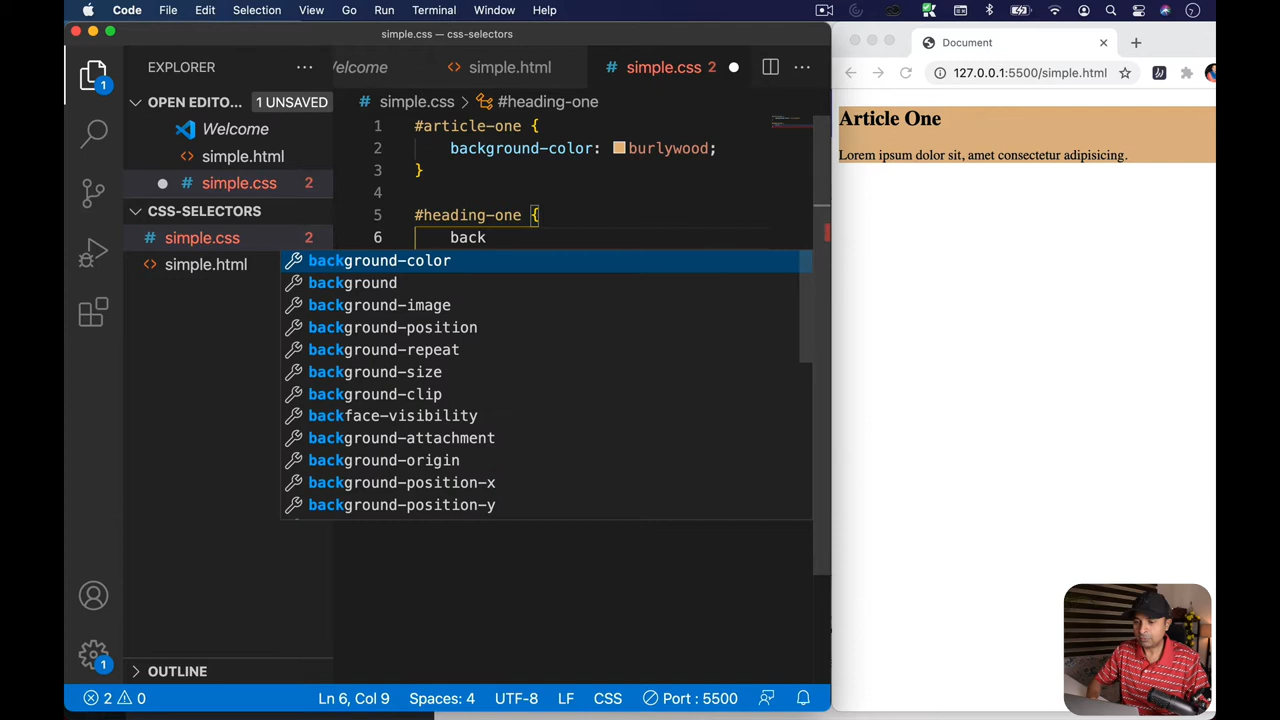 Code File Edit Selection View Go Run Terminal Window Help
simple.css — css-selectors
EXPLORER
OPEN EDITO... 1 UNSAVED
Welcome
simple.html
simple.css 2
CSS-SELECTORS
simple.css 2
simple.html
OUTLINE
elcome simple.html simple.css 2
simple.css > #heading-one
1 #article-one {
2 background-color: burlywood;
3 }
4
5 #heading-one {
6 back
background-color
background
background-image
background-position
background-repeat
background-size
background-clip
backface-visibility
background-attachment
background-origin
background-position-x
background-position-y
1
1
2 0 Ln 6, Col 9 Spaces: 4 UTF-8 LF CSS Port : 5500
Document
127.0.0.1:5500/simple.html
Article One
Lorem ipsum dolor sit, amet consectetur adipisicing.